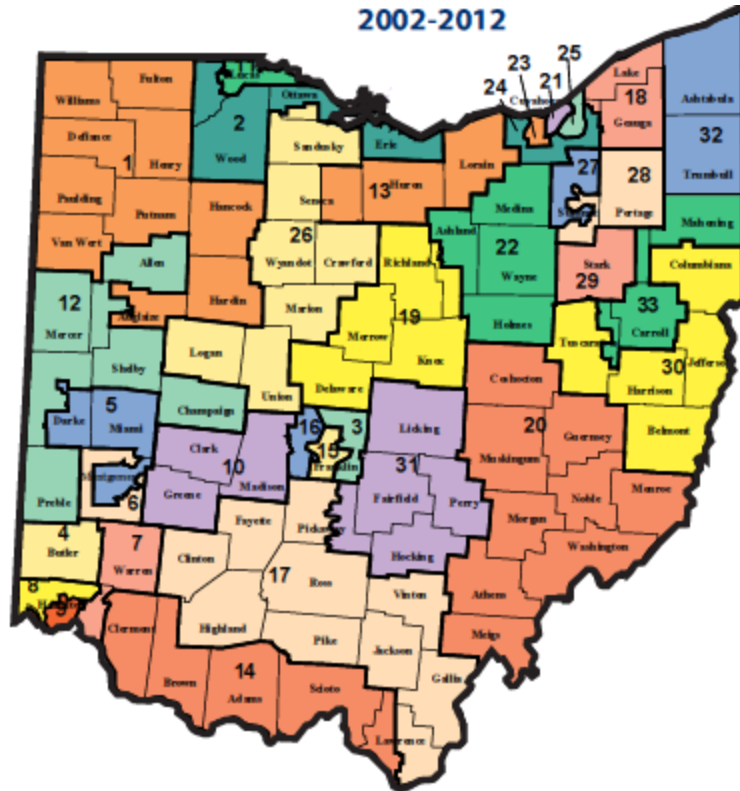 2002-2012
25
23
21
24
Lucas
Fulton
Lake
Williams
Ottawa
18
Ashtabula
2
Geauga
Defiance
Erie
32
Wood
Sandusky
1
Henry
Lorain
27
Trumbull
13
Huron
28
Paulding
Hancock
Seneca
Medina
Portage
Putnam
Mahoning
Van Wert
26
Ashland
22
Allen
Wyandot
Crawford
Richland
Wayne
Stark
Columbiana
29
12
Hardin
Marion
33
Auglaize
19
Holmes
Carroll
Mercer
Morrow
Logan
Knox
30
Shelby
Harrison
Union
Delaware
Coshocton
5
Champaign
16
3
Darke
Miami
Licking
Belmont
Clark
20
Guernsey
10
15
Muskingum
31
Franklin
Madison
Fairfield
Perry
Monroe
Preble
6
Greene
Noble
Fayette
Morgan
4
7
Washington
Butler
Clinton
Hocking
Warren
17
Ross
8
Vinton
9
Athens
Clermont
Highland
Pike
Meigs
Jackson
14
Scioto
Gallia
Brown
Adams
Lawrence